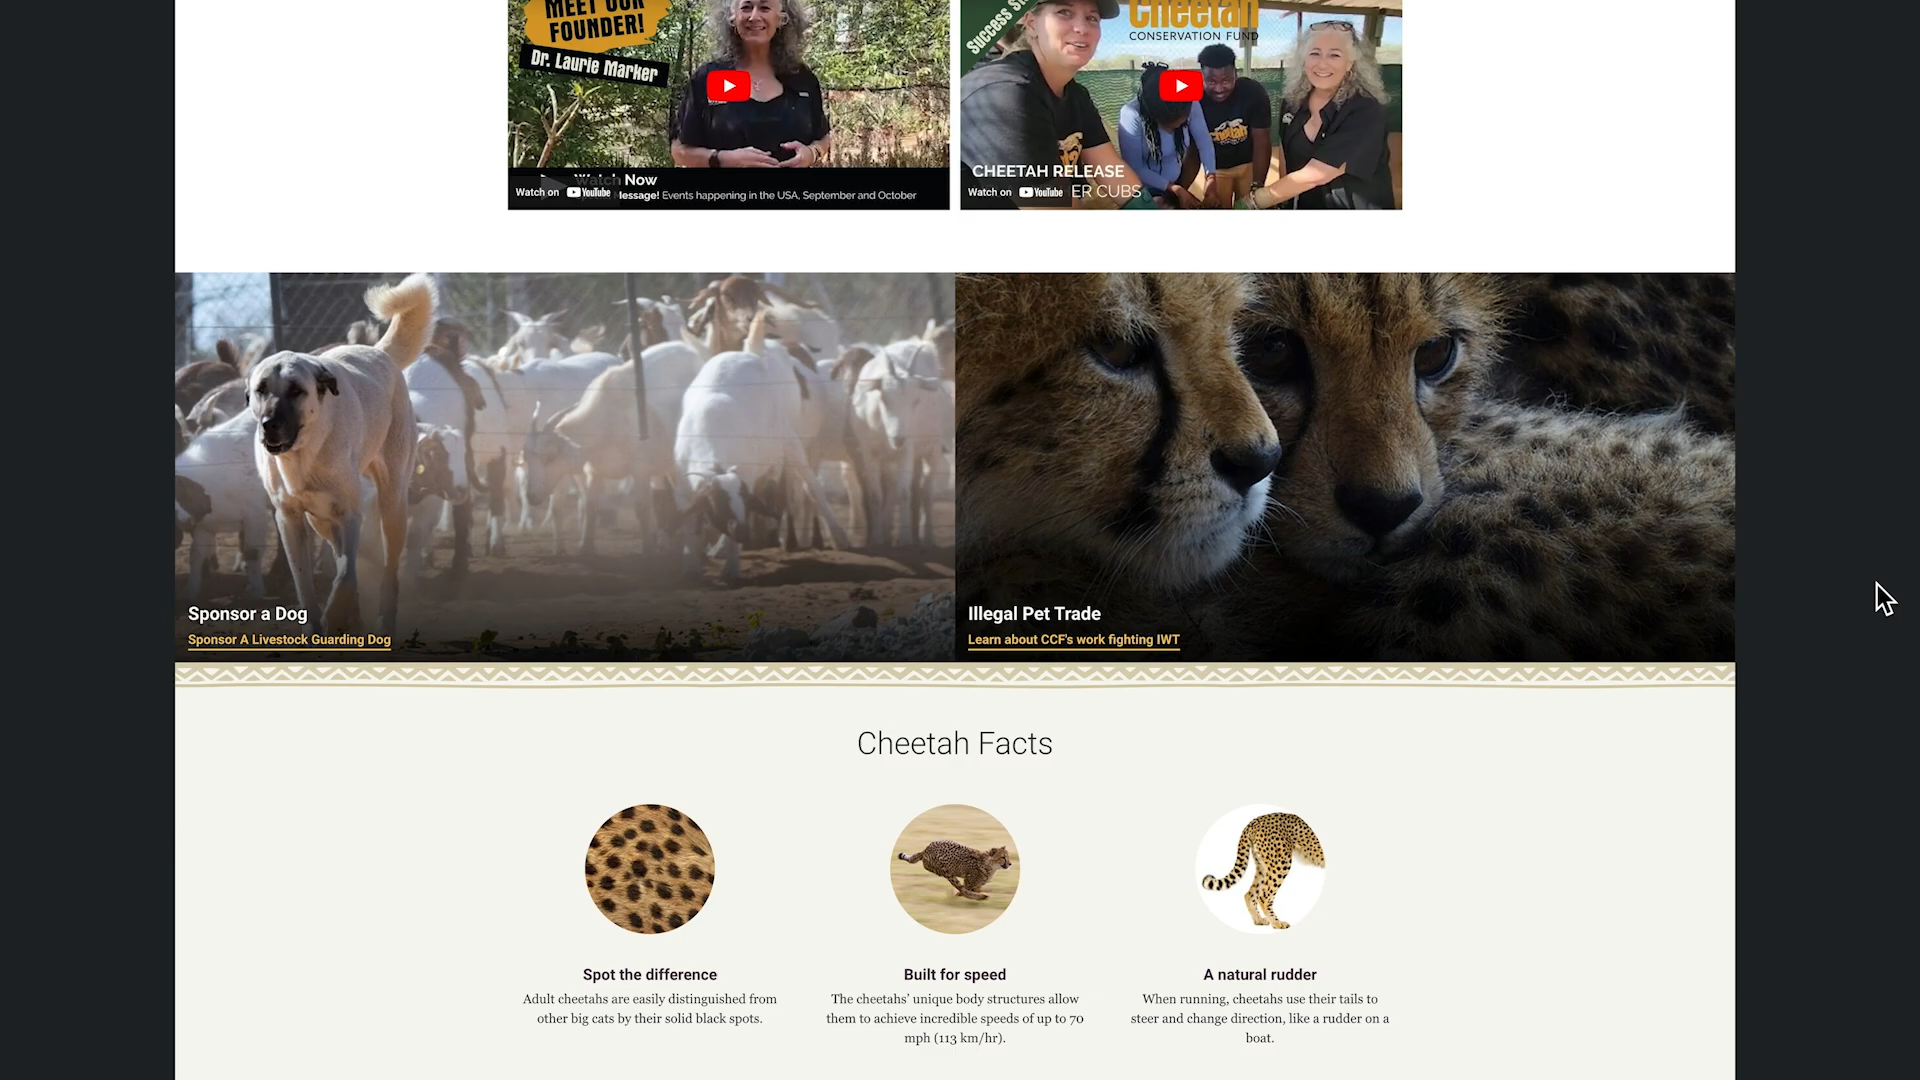 MEET OUR
FOUNDER!
Dr. Laurie Marker
Watch Now
Watch on YouTube
lessage! Events happening in the USA, September and October
Success
Cheetah
CONSERVATION FUND
CHEETAH RELEASE
Watch on YouTube ER CUBS
Sponsor a Dog
Sponsor A Livestock Guarding Dog
Illegal Pet Trade
Learn about CCF's work fighting IWT
Cheetah Facts
Spot the difference
Adult cheetahs are easily distinguished from
other big cats by their solid black spots.
Built for speed
The cheetahs' unique body structures allow
them to achieve incredible speeds of up to 70
mph (113 km/hr).
A natural rudder
When running, cheetahs use their tails to
steer and change direction, like a rudder on a
boat.